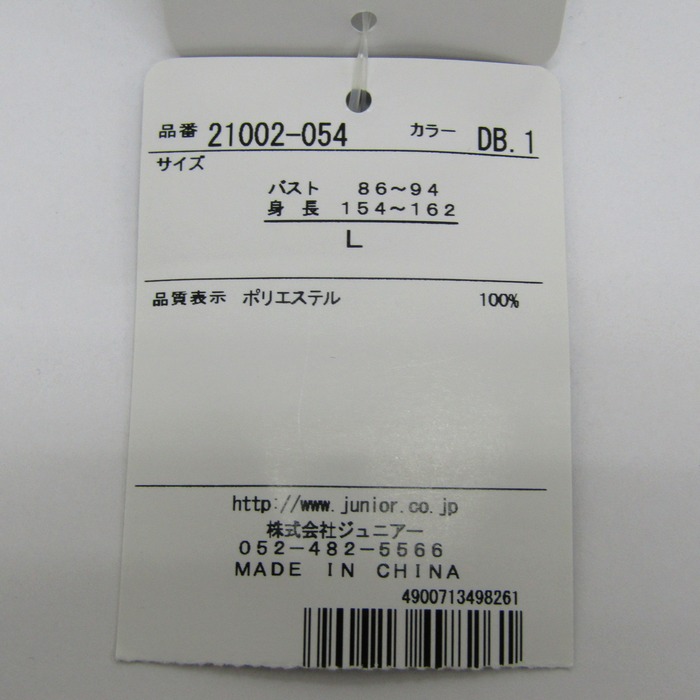 品番 21002-054 カラー DB.1
サイズ
バスト 86～94
身長 154～162
L
品質表示 ポリエステル 100%
http://www.junior.co.jp
株式会社ジュニアー
052-482-5566
MADE IN CHINA
4900713498261